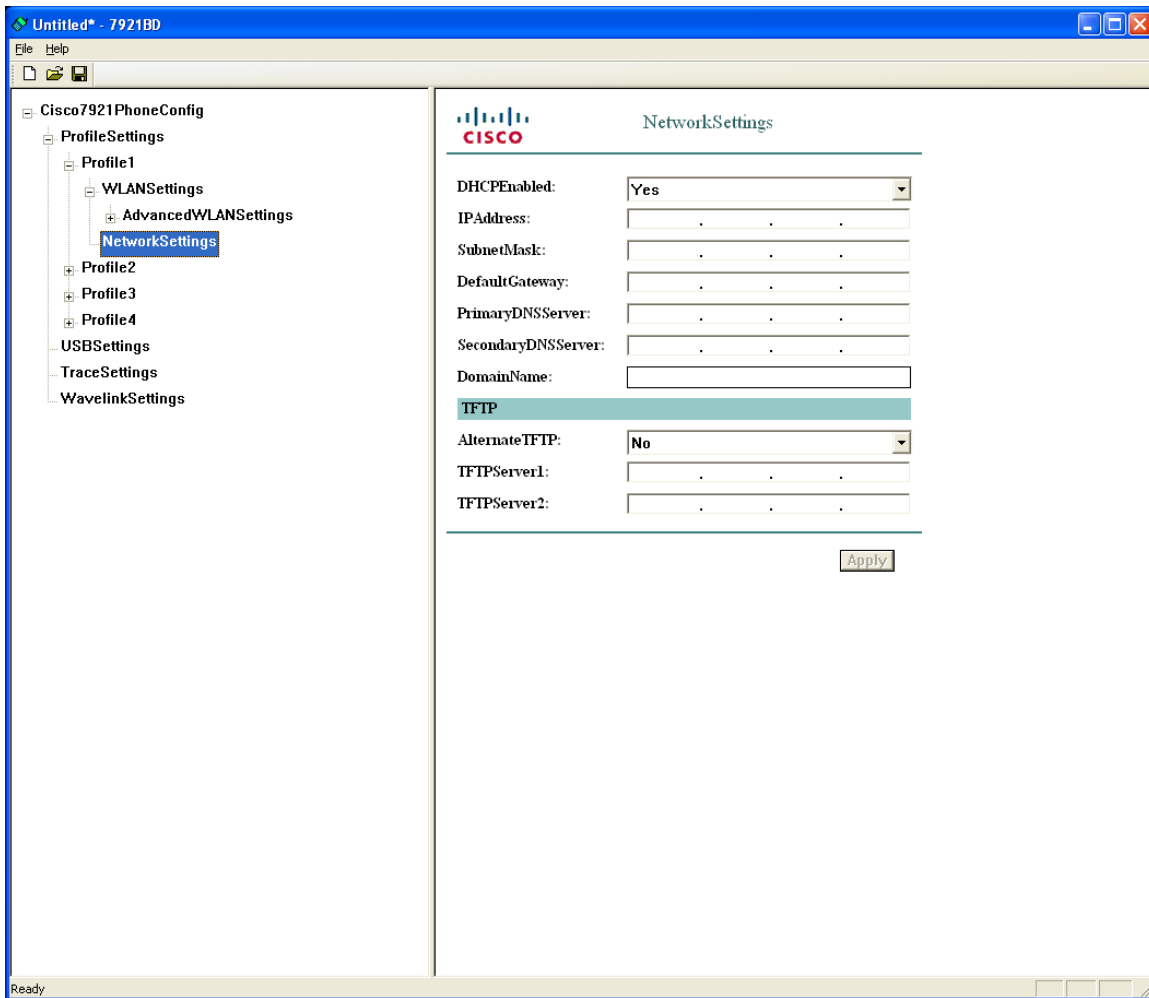 Untitled* - 7921BD
File Help
Cisco7921PhoneConfig
ProfileSettings
Profile1
WLANSettings
AdvancedWLANSettings
NetworkSettings
Profile2
Profile3
Profile4
USBSettings
TraceSettings
WavelinkSettings
CISCO
NetworkSettings
DHCPEnabled: Yes
IPAddress: . . .
SubnetMask: . . .
DefaultGateway: . . .
PrimaryDNSServer: . . .
SecondaryDNSServer: . . .
DomainName:
TFTP
AlternateTFTP: No
TFTPServer1: . . .
TFTPServer2: . . .
Apply
Ready